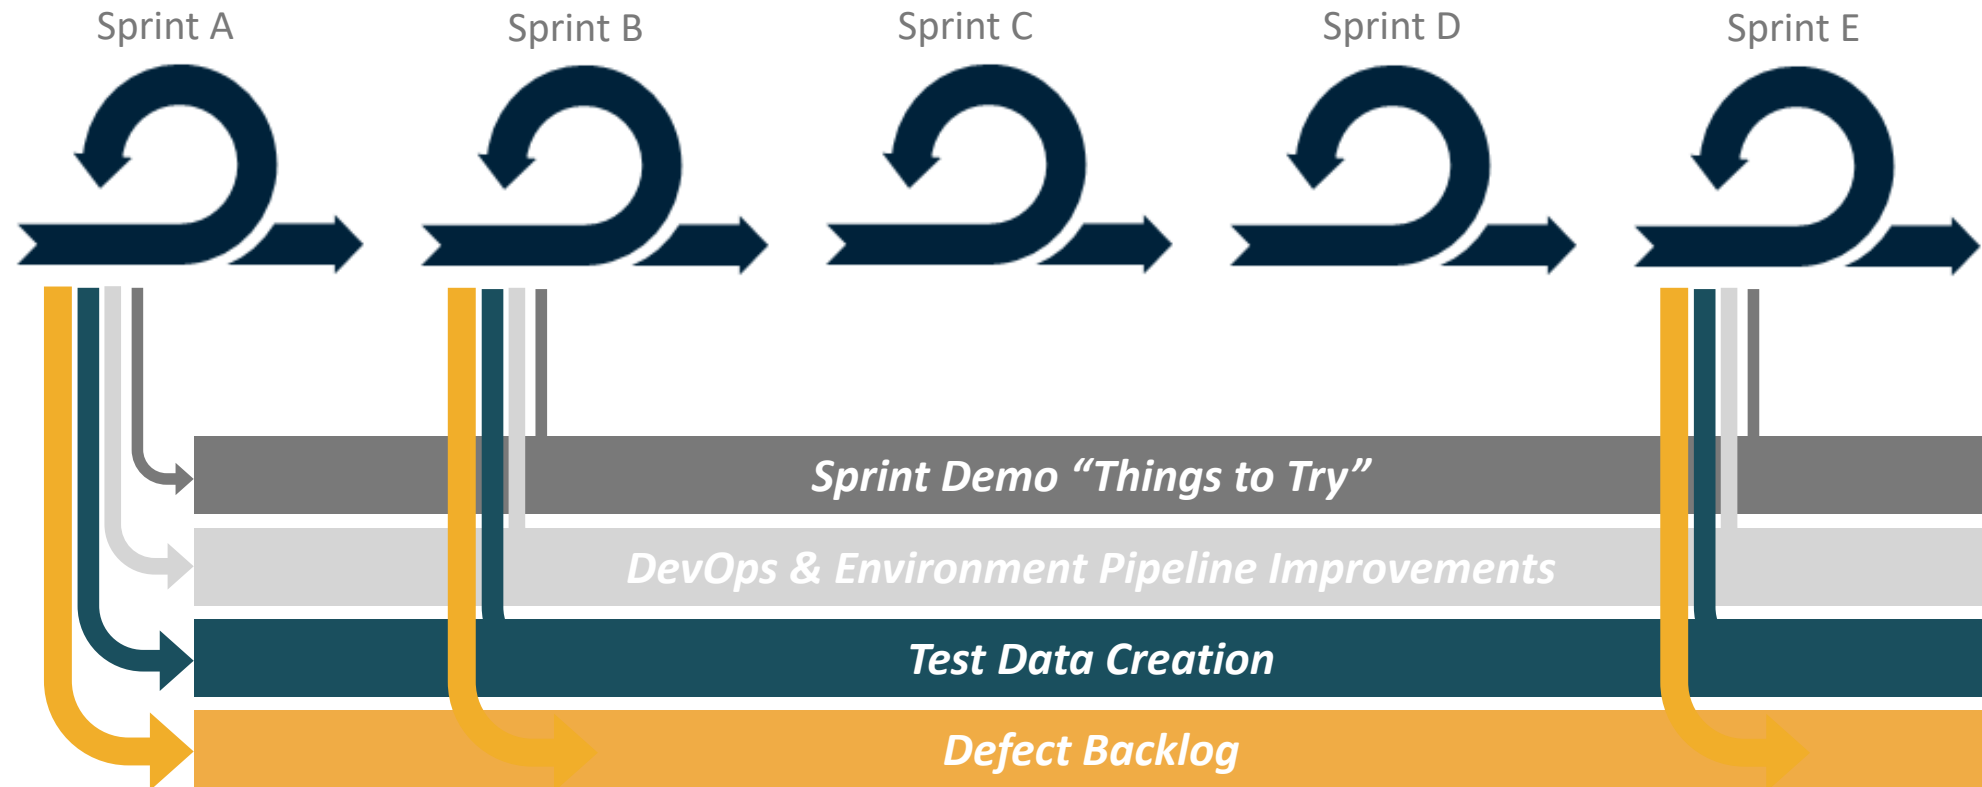 Sprint A
Sprint B
Sprint C
Sprint D
Sprint E
Sprint Demo “Things to Try”
DevOps & Environment Pipeline Improvements
Test Data Creation
Defect Backlog